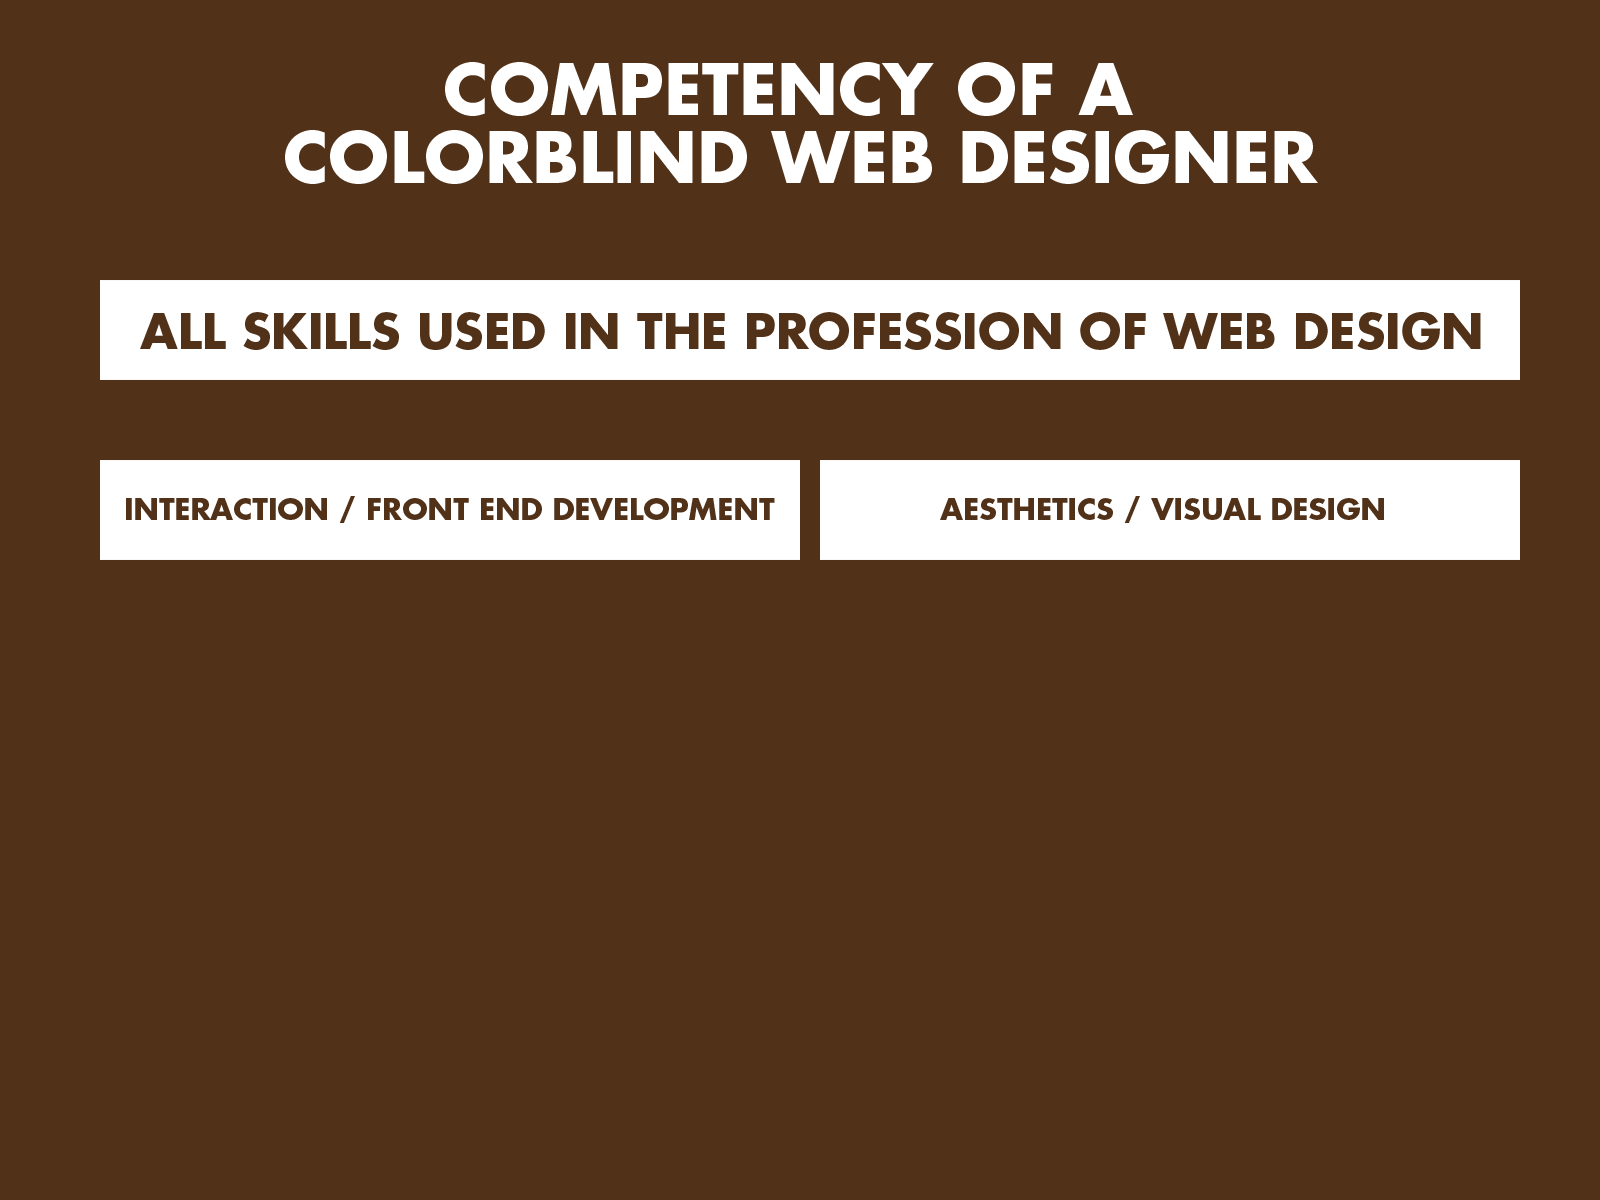 COMPETENCY OF A
COLORBLIND WEB DESIGNER
ALL SKILLS USED IN THE PROFESSION OF WEB DESIGN
INTERACTION / FRONT END DEVELOPMENT
AESTHETICS / VISUAL DESIGN